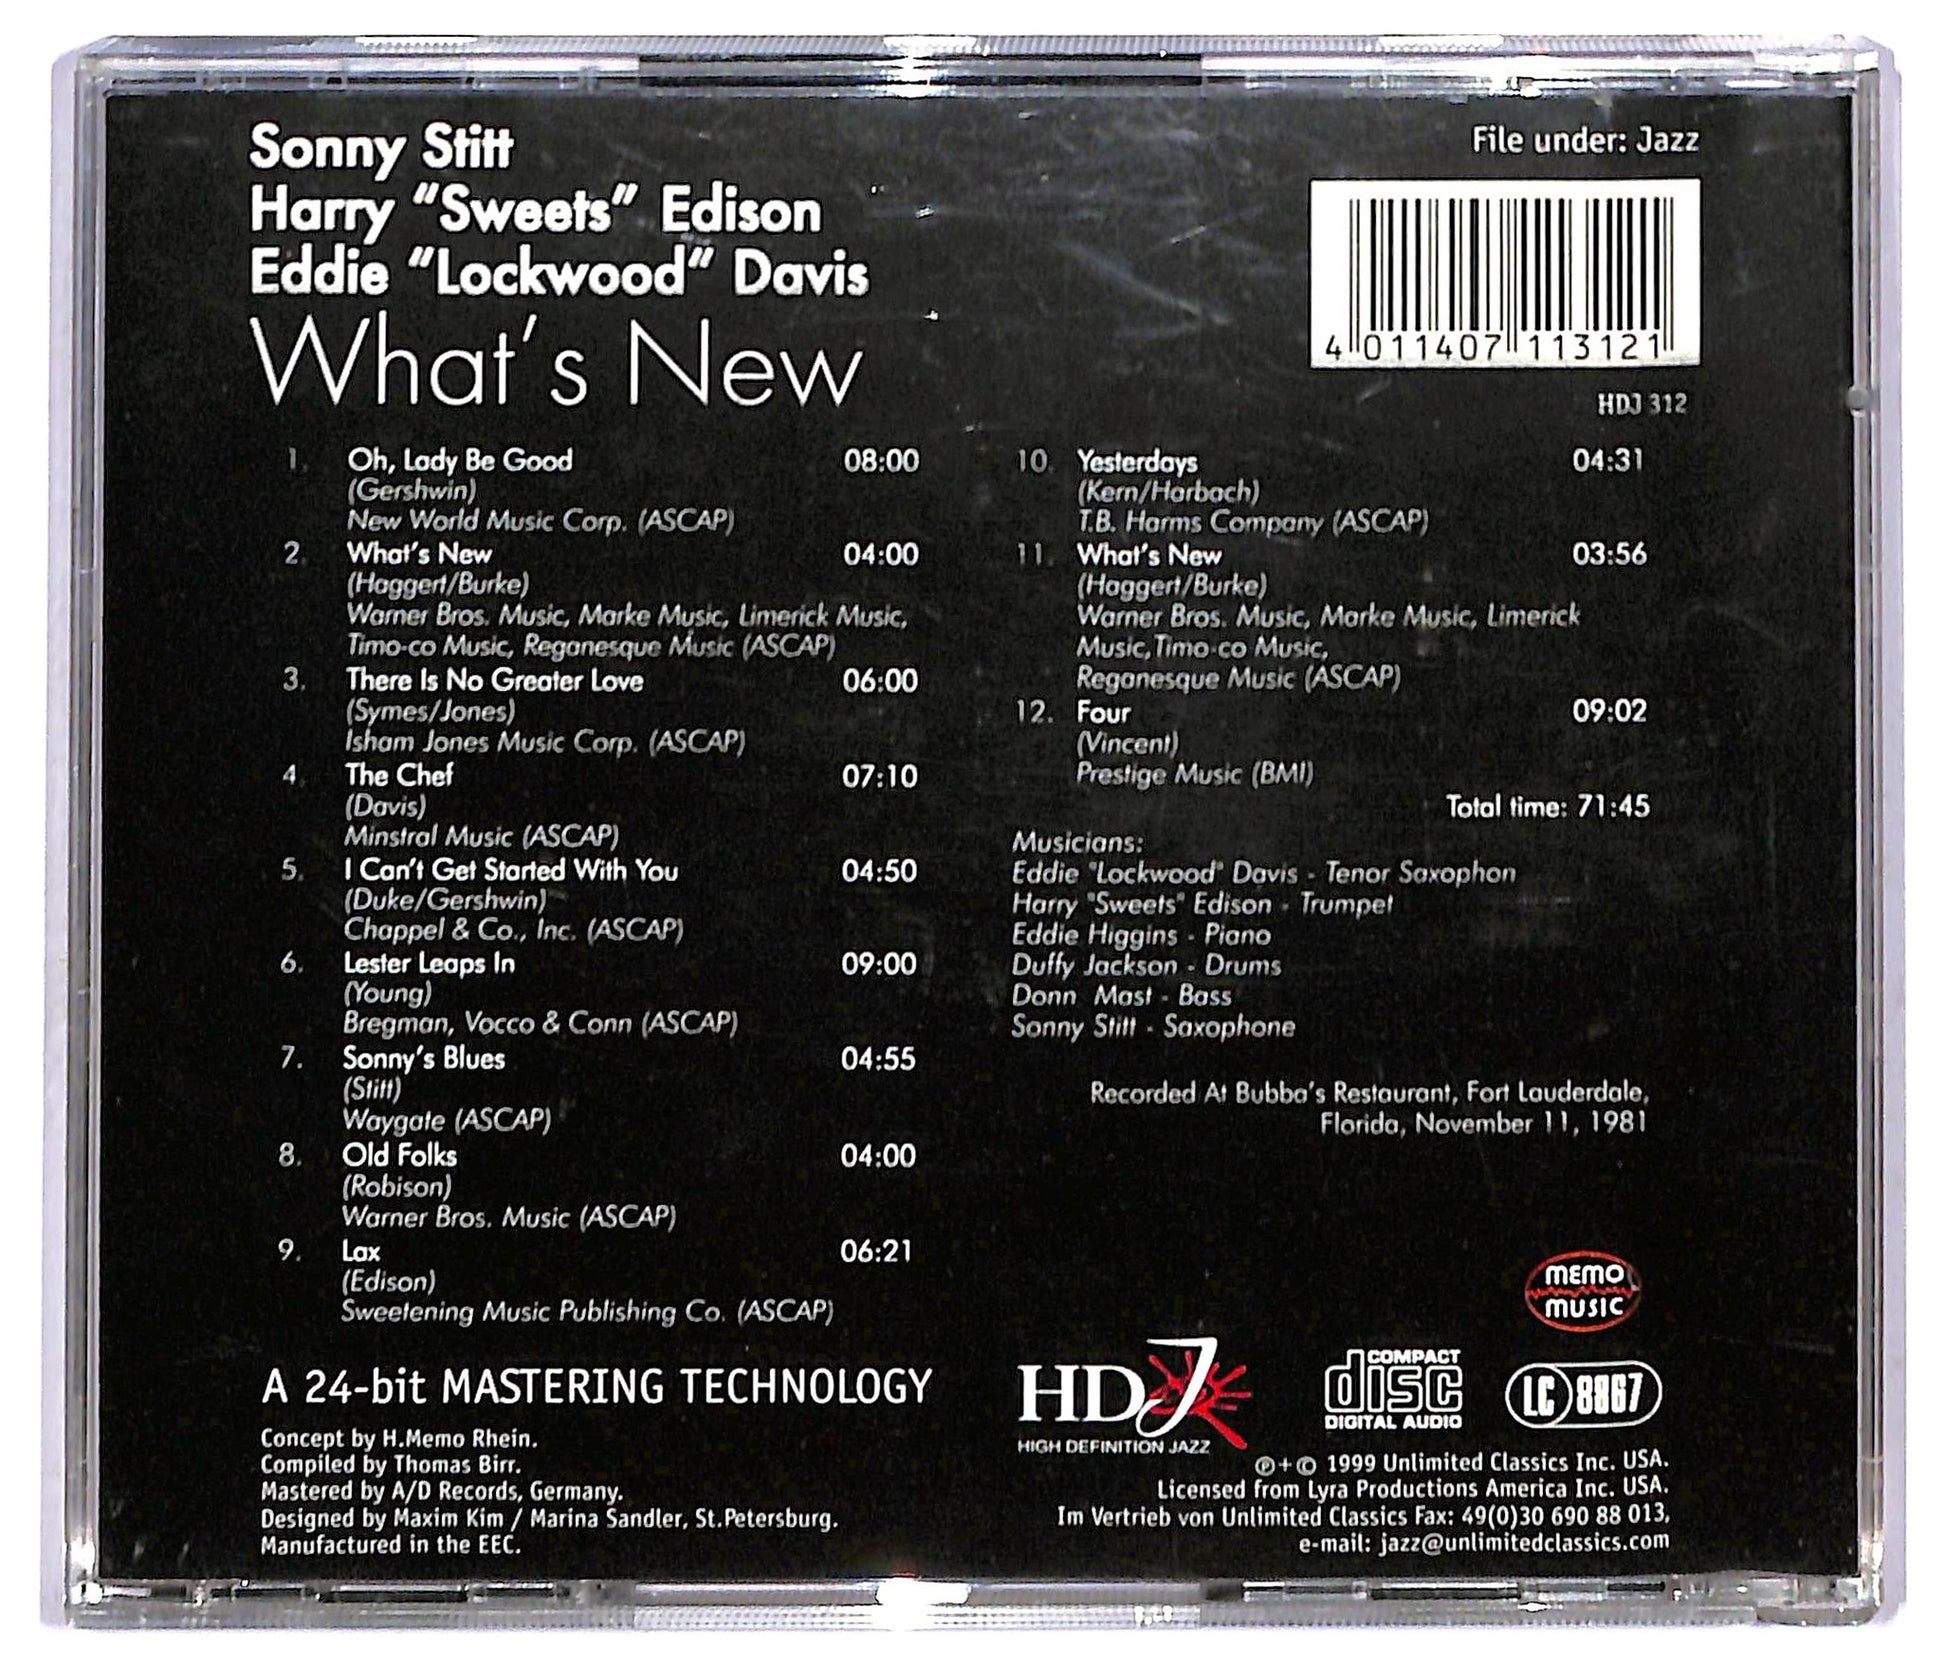 Sonny Stitt
Harry "Sweets" Edison
Eddie "Lockwood" Davis
What's New
File under: Jazz
4 011407 113121
HDJ 312
1. Oh, Lady Be Good 08:00
(Gershwin)
New World Music Corp. (ASCAP)
2. What's New 04:00
(Haggert/Burke)
Warner Bros. Music, Marke Music, Limerick Music,
Timo-co Music, Reganesque Music (ASCAP)
3. There Is No Greater Love 06:00
(Symes/Jones)
Isham Jones Music Corp. (ASCAP)
4. The Chef 07:10
(Davis)
Minstral Music (ASCAP)
5. I Can't Get Started With You 04:50
(Duke/Gershwin)
Chappel & Co., Inc. (ASCAP)
6. Lester Leaps In 09:00
(Young)
Bregman, Vocco & Conn (ASCAP)
7. Sonny's Blues 04:55
(Stitt)
Waygate (ASCAP)
8. Old Folks 04:00
(Robison)
Warner Bros. Music (ASCAP)
9. Lax 06:21
(Edison)
Sweetening Music Publishing Co. (ASCAP)
10. Yesterdays 04:31
(Kern/Harbach)
T.B. Harms Company (ASCAP)
11. What's New 03:56
(Haggert/Burke)
Warner Bros. Music, Marke Music, Limerick
Music, Timo-co Music,
Reganesque Music (ASCAP)
12. Four 09:02
(Vincent)
Prestige Music (BMI)
Total time: 71:45
Musicians:
Eddie "Lockwood" Davis - Tenor Saxophon
Harry "Sweets" Edison - Trumpet
Eddie Higgins - Piano
Duffy Jackson - Drums
Donn Mast - Bass
Sonny Stitt - Saxophone
Recorded At Bubba's Restaurant, Fort Lauderdale,
Florida, November 11, 1981
MEMO
MUSIC
A 24-bit MASTERING TECHNOLOGY
Concept by H.Memo Rhein.
Compiled by Thomas Birr.
Mastered by A/D Records, Germany.
Designed by Maxim Kim / Marina Sandler, St.Petersburg.
Manufactured in the EEC.
HDJ
HIGH DEFINITION JAZZ
COMPACT
disc
DIGITAL AUDIO
LC 8867
℗+© 1999 Unlimited Classics Inc. USA.
Licensed from Lyra Productions America Inc. USA.
Im Vertrieb von Unlimited Classics Fax: 49(0)30 690 88 013,
e-mail: jazz@unlimitedclassics.com